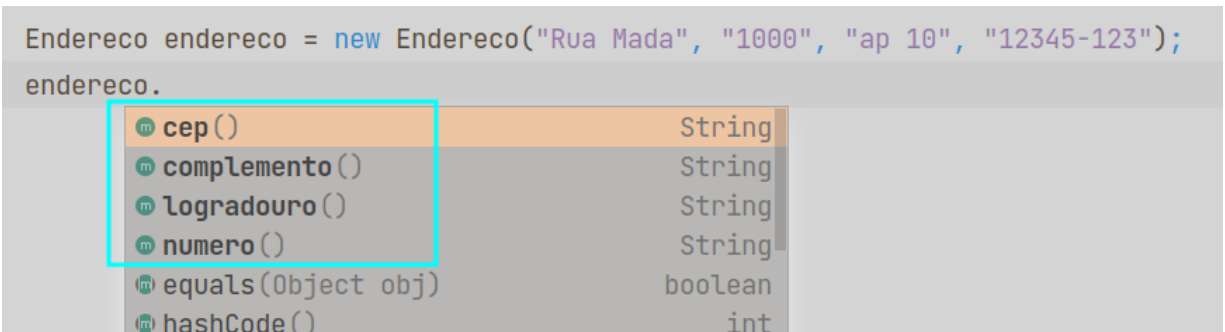 Endereco endereco = new Endereco("Rua Mada", "1000", "ap 10", "12345-123");
endereco.
m cep() String
m complemento() String
m logradouro() String
m numero() String
m equals(Object obj) boolean
m hashCode() int